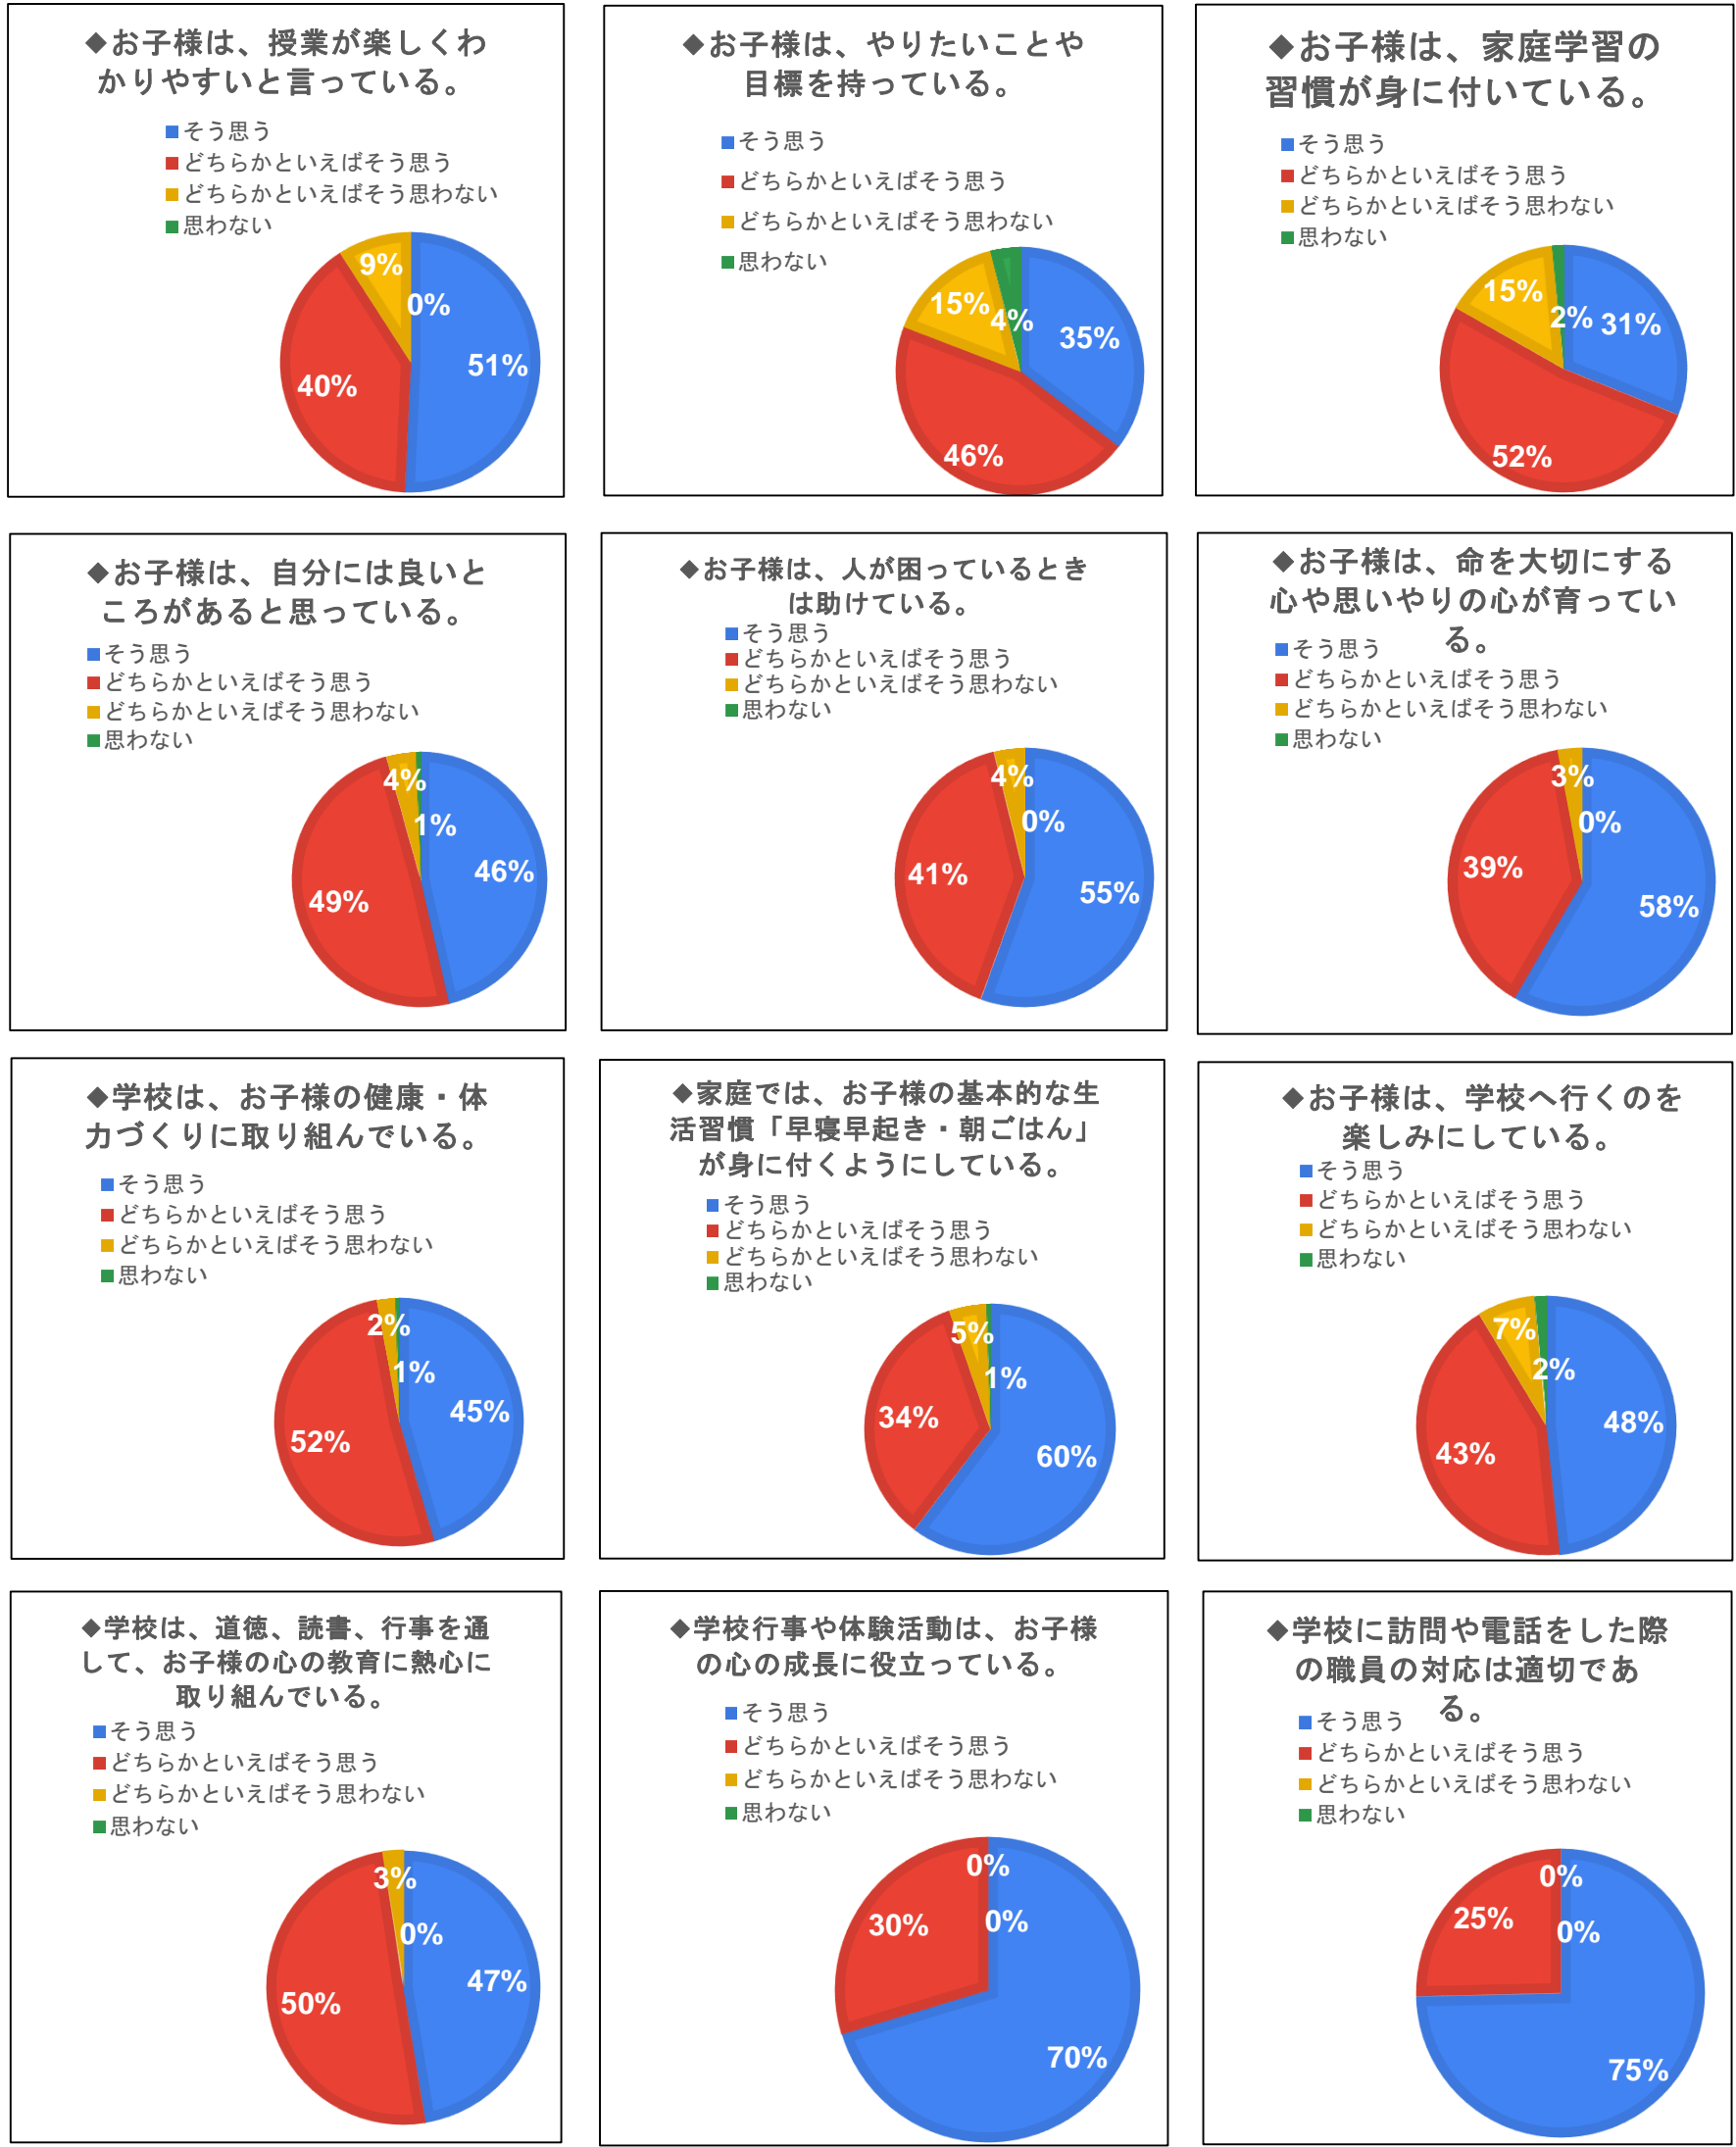 ◆お子様は、授業が楽しくわ
かりやすいと言っている。
そう思う
どちらかといえばそう思う
どちらかといえばそう思わない
思わない
9%
0%
51%
40%
◆お子様は、やりたいことや
目標を持っている。
そう思う
どちらかといえばそう思う
どちらかといえばそう思わない
思わない
15%
4%
35%
46%
◆お子様は、家庭学習の
習慣が身に付いている。
そう思う
どちらかといえばそう思う
どちらかといえばそう思わない
思わない
15%
2%
31%
52%
◆お子様は、自分には良いと
ころがあると思っている。
そう思う
どちらかといえばそう思う
どちらかといえばそう思わない
思わない
4%
1%
46%
49%
◆お子様は、人が困っているとき
は助けている。
そう思う
どちらかといえばそう思う
どちらかといえばそう思わない
思わない
4%
0%
41%
55%
◆お子様は、命を大切にする
心や思いやりの心が育ってい
る。
そう思う
どちらかといえばそう思う
どちらかといえばそう思わない
思わない
3%
0%
39%
58%
◆学校は、お子様の健康・体
力づくりに取り組んでいる。
そう思う
どちらかといえばそう思う
どちらかといえばそう思わない
思わない
2%
1%
45%
52%
◆家庭では、お子様の基本的な生
活習慣「早寝早起き・朝ごはん」
が身に付くようにしている。
そう思う
どちらかといえばそう思う
どちらかといえばそう思わない
思わない
5%
1%
34%
60%
◆お子様は、学校へ行くのを
楽しみにしている。
そう思う
どちらかといえばそう思う
どちらかといえばそう思わない
思わない
7%
2%
48%
43%
◆学校は、道徳、読書、行事を通
して、お子様の心の教育に熱心に
取り組んでいる。
そう思う
どちらかといえばそう思う
どちらかといえばそう思わない
思わない
3%
0%
47%
50%
◆学校行事や体験活動は、お子様
の心の成長に役立っている。
そう思う
どちらかといえばそう思う
どちらかといえばそう思わない
思わない
0%
0%
30%
70%
◆学校に訪問や電話をした際
の職員の対応は適切であ
る。
そう思う
どちらかといえばそう思う
どちらかといえばそう思わない
思わない
0%
25%
0%
75%